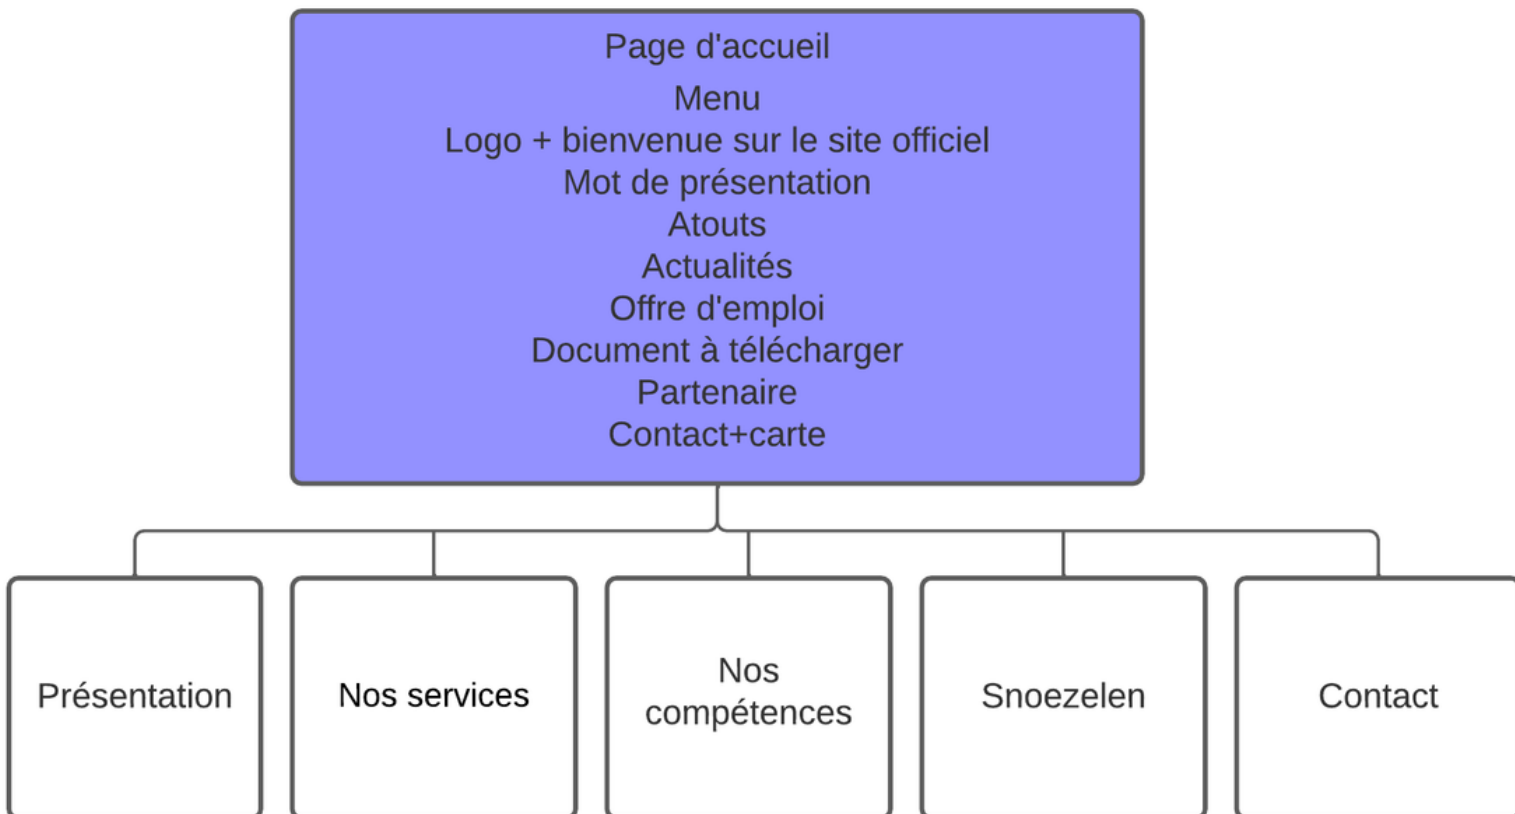 Page d'accueil
Menu
Logo + bienvenue sur le site officiel
Mot de présentation
Atouts
Actualités
Offre d'emploi
Document à télécharger
Partenaire
Contact+carte
Présentation
Nos services
Nos
compétences
Snoezelen
Contact